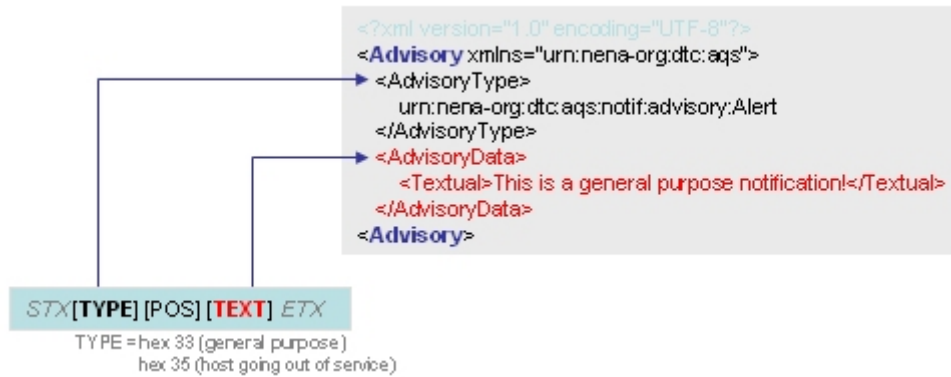 <?xml version="1.0" encoding="UTF-8"?>
<Advisory xmlns="urn:nena-org:dtc:aqs">
<AdvisoryType>
urn:nena-org:dtc:aqs:notif:advisory:Alert
</AdvisoryType>
<AdvisoryData>
<Textual>This is a general purpose notification!</Textual>
</AdvisoryData>
<Advisory>
STX[TYPE] [POS] [TEXT] ETX
TYPE = hex 33 (general purpose)
hex 35 (host going out of service)